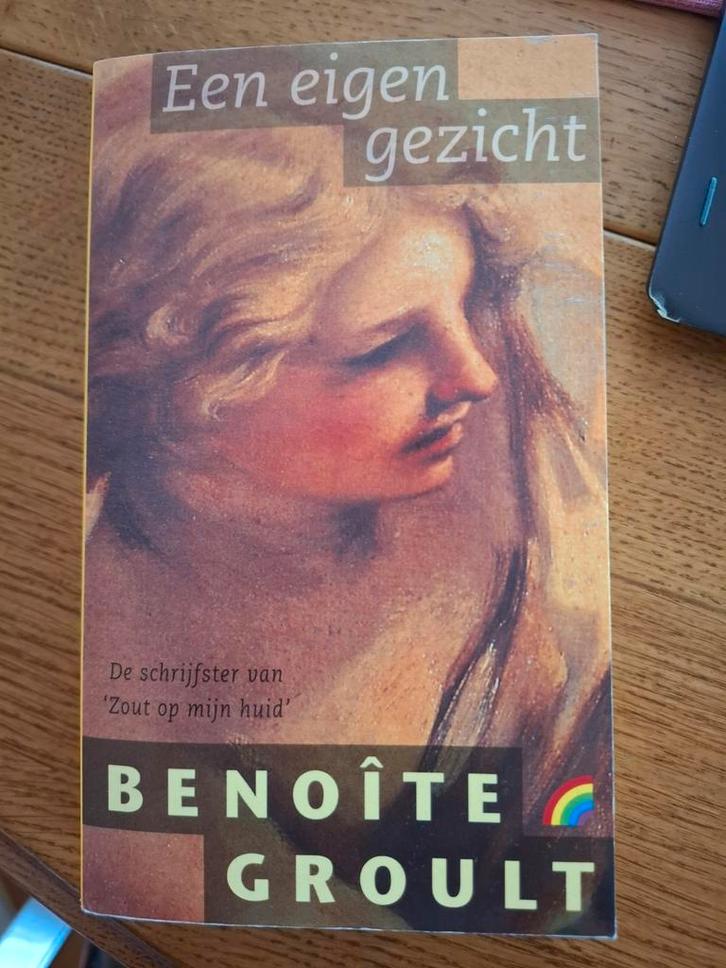 Een eigen
gezicht
De schrijfster van
‘Zout op mijn huid’
BENOÎTE
GROULT